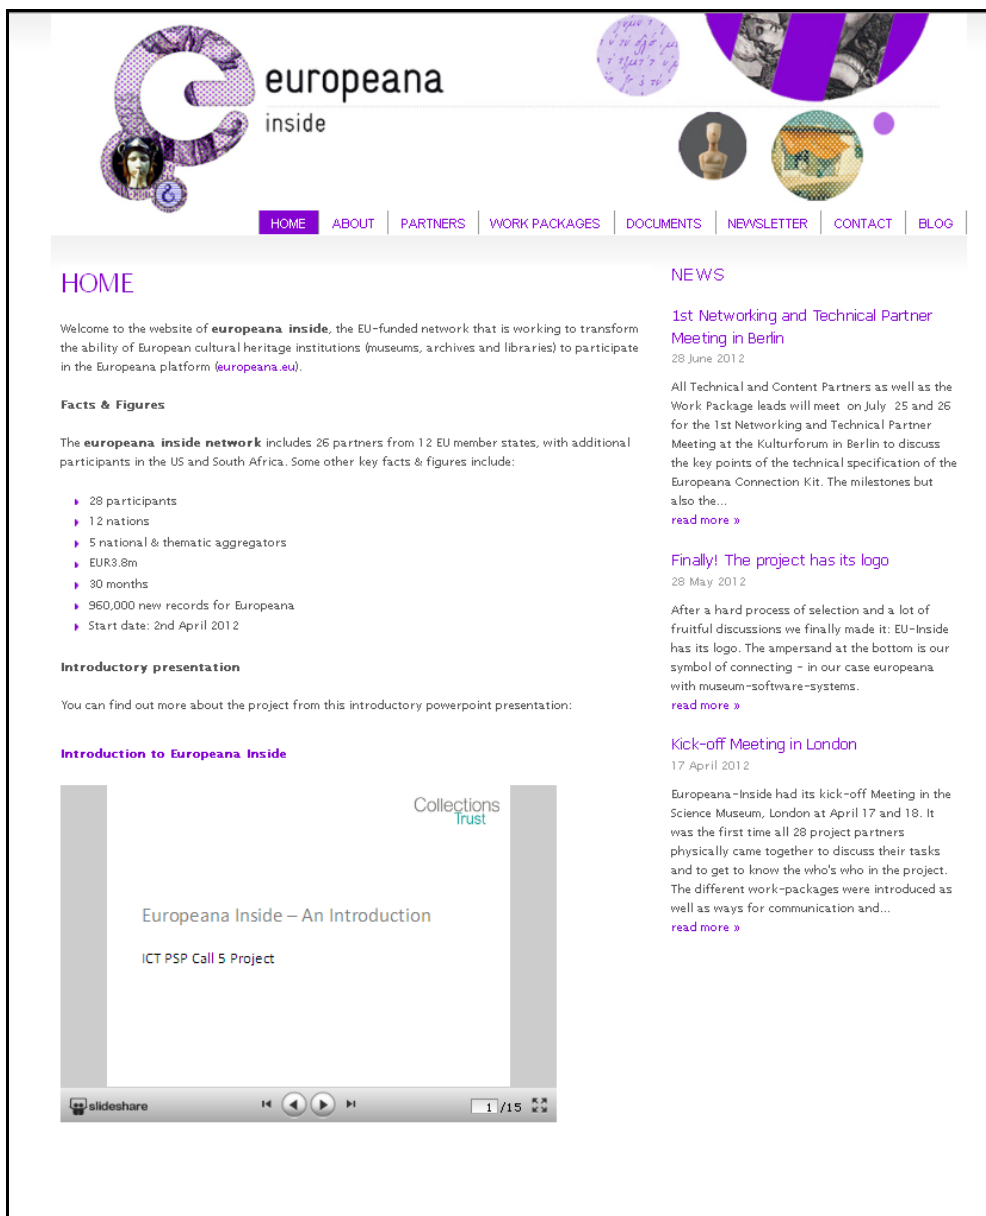 europeana
inside
HOME
ABOUT
PARTNERS
WORK PACKAGES
DOCUMENTS
NEWSLETTER
CONTACT
BLOG
HOME
Welcome to the website of europeana inside, the EU-funded network that is working to transform
the ability of European cultural heritage institutions (museums, archives and libraries) to participate
in the Europeana platform (europeana.eu).
Facts & Figures
The europeana inside network includes 26 partners from 12 EU member states, with additional
participants in the US and South Africa. Some other key facts & figures include:
28 participants
12 nations
5 national & thematic aggregators
EUR3.8m
30 months
960,000 new records for Europeana
Start date: 2nd April 2012
Introductory presentation
You can find out more about the project from this introductory powerpoint presentation:
Introduction to Europeana Inside
Collections
Trust
Europeana Inside – An Introduction
ICT PSP Call 5 Project
slideshare
1 /15
NEWS
1st Networking and Technical Partner
Meeting in Berlin
28 June 2012
All Technical and Content Partners as well as the
Work Package leads will meet on July 25 and 26
for the 1st Networking and Technical Partner
Meeting at the Kulturforum in Berlin to discuss
the key points of the technical specification of the
Europeana Connection Kit. The milestones but
also the...
read more »
Finally! The project has its logo
28 May 2012
After a hard process of selection and a lot of
fruitful discussions we finally made it: EU-Inside
has its logo. The ampersand at the bottom is our
symbol of connecting - in our case europeana
with museum-software-systems.
read more »
Kick-off Meeting in London
17 April 2012
Europeana-Inside had its kick-off Meeting in the
Science Museum, London at April 17 and 18. It
was the first time all 28 project partners
physically came together to discuss their tasks
and to get to know the who's who in the project.
The different work-packages were introduced as
well as ways for communication and...
read more »